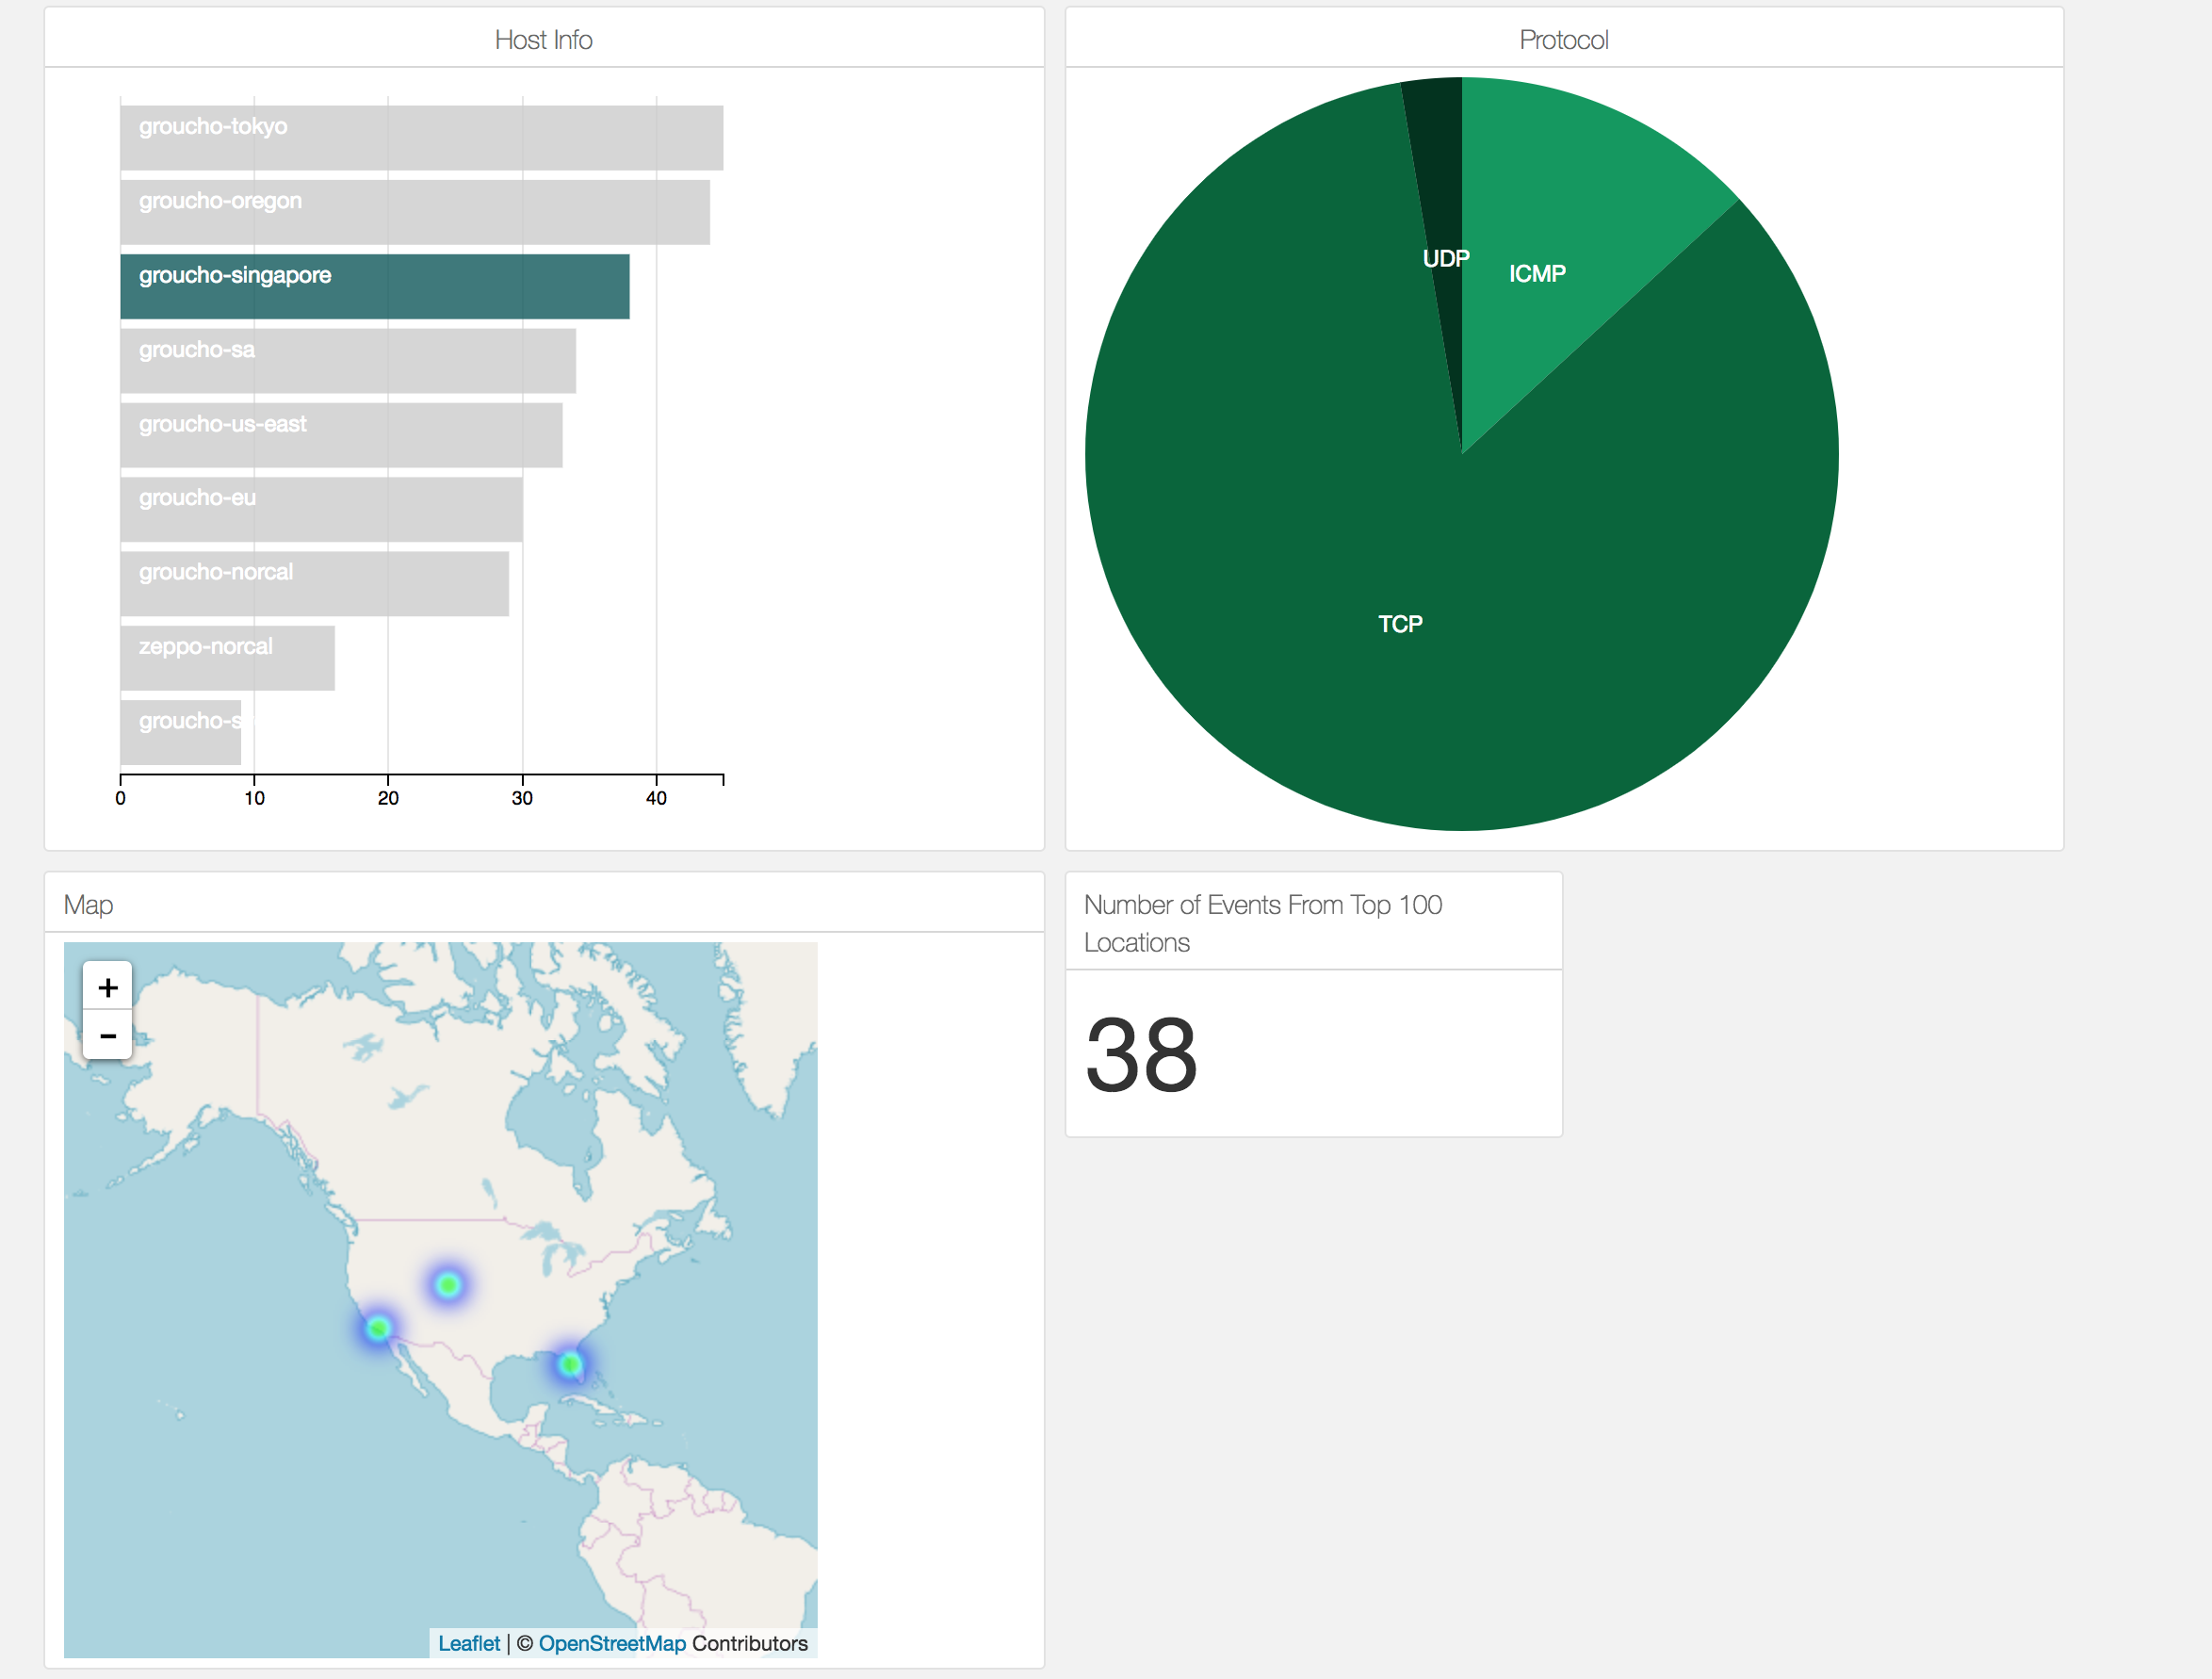 Host Info
groucho-tokyo
groucho-oregon
groucho-singapore
groucho-sa
groucho-us-east
groucho-eu
groucho-norcal
zeppo-norcal
0
10
20
30
40
Protocol
UDP
ICMP
TCP
Map
+
-
Leaflet | © OpenStreetMap Contributors
Number of Events From Top 100
Locations
38